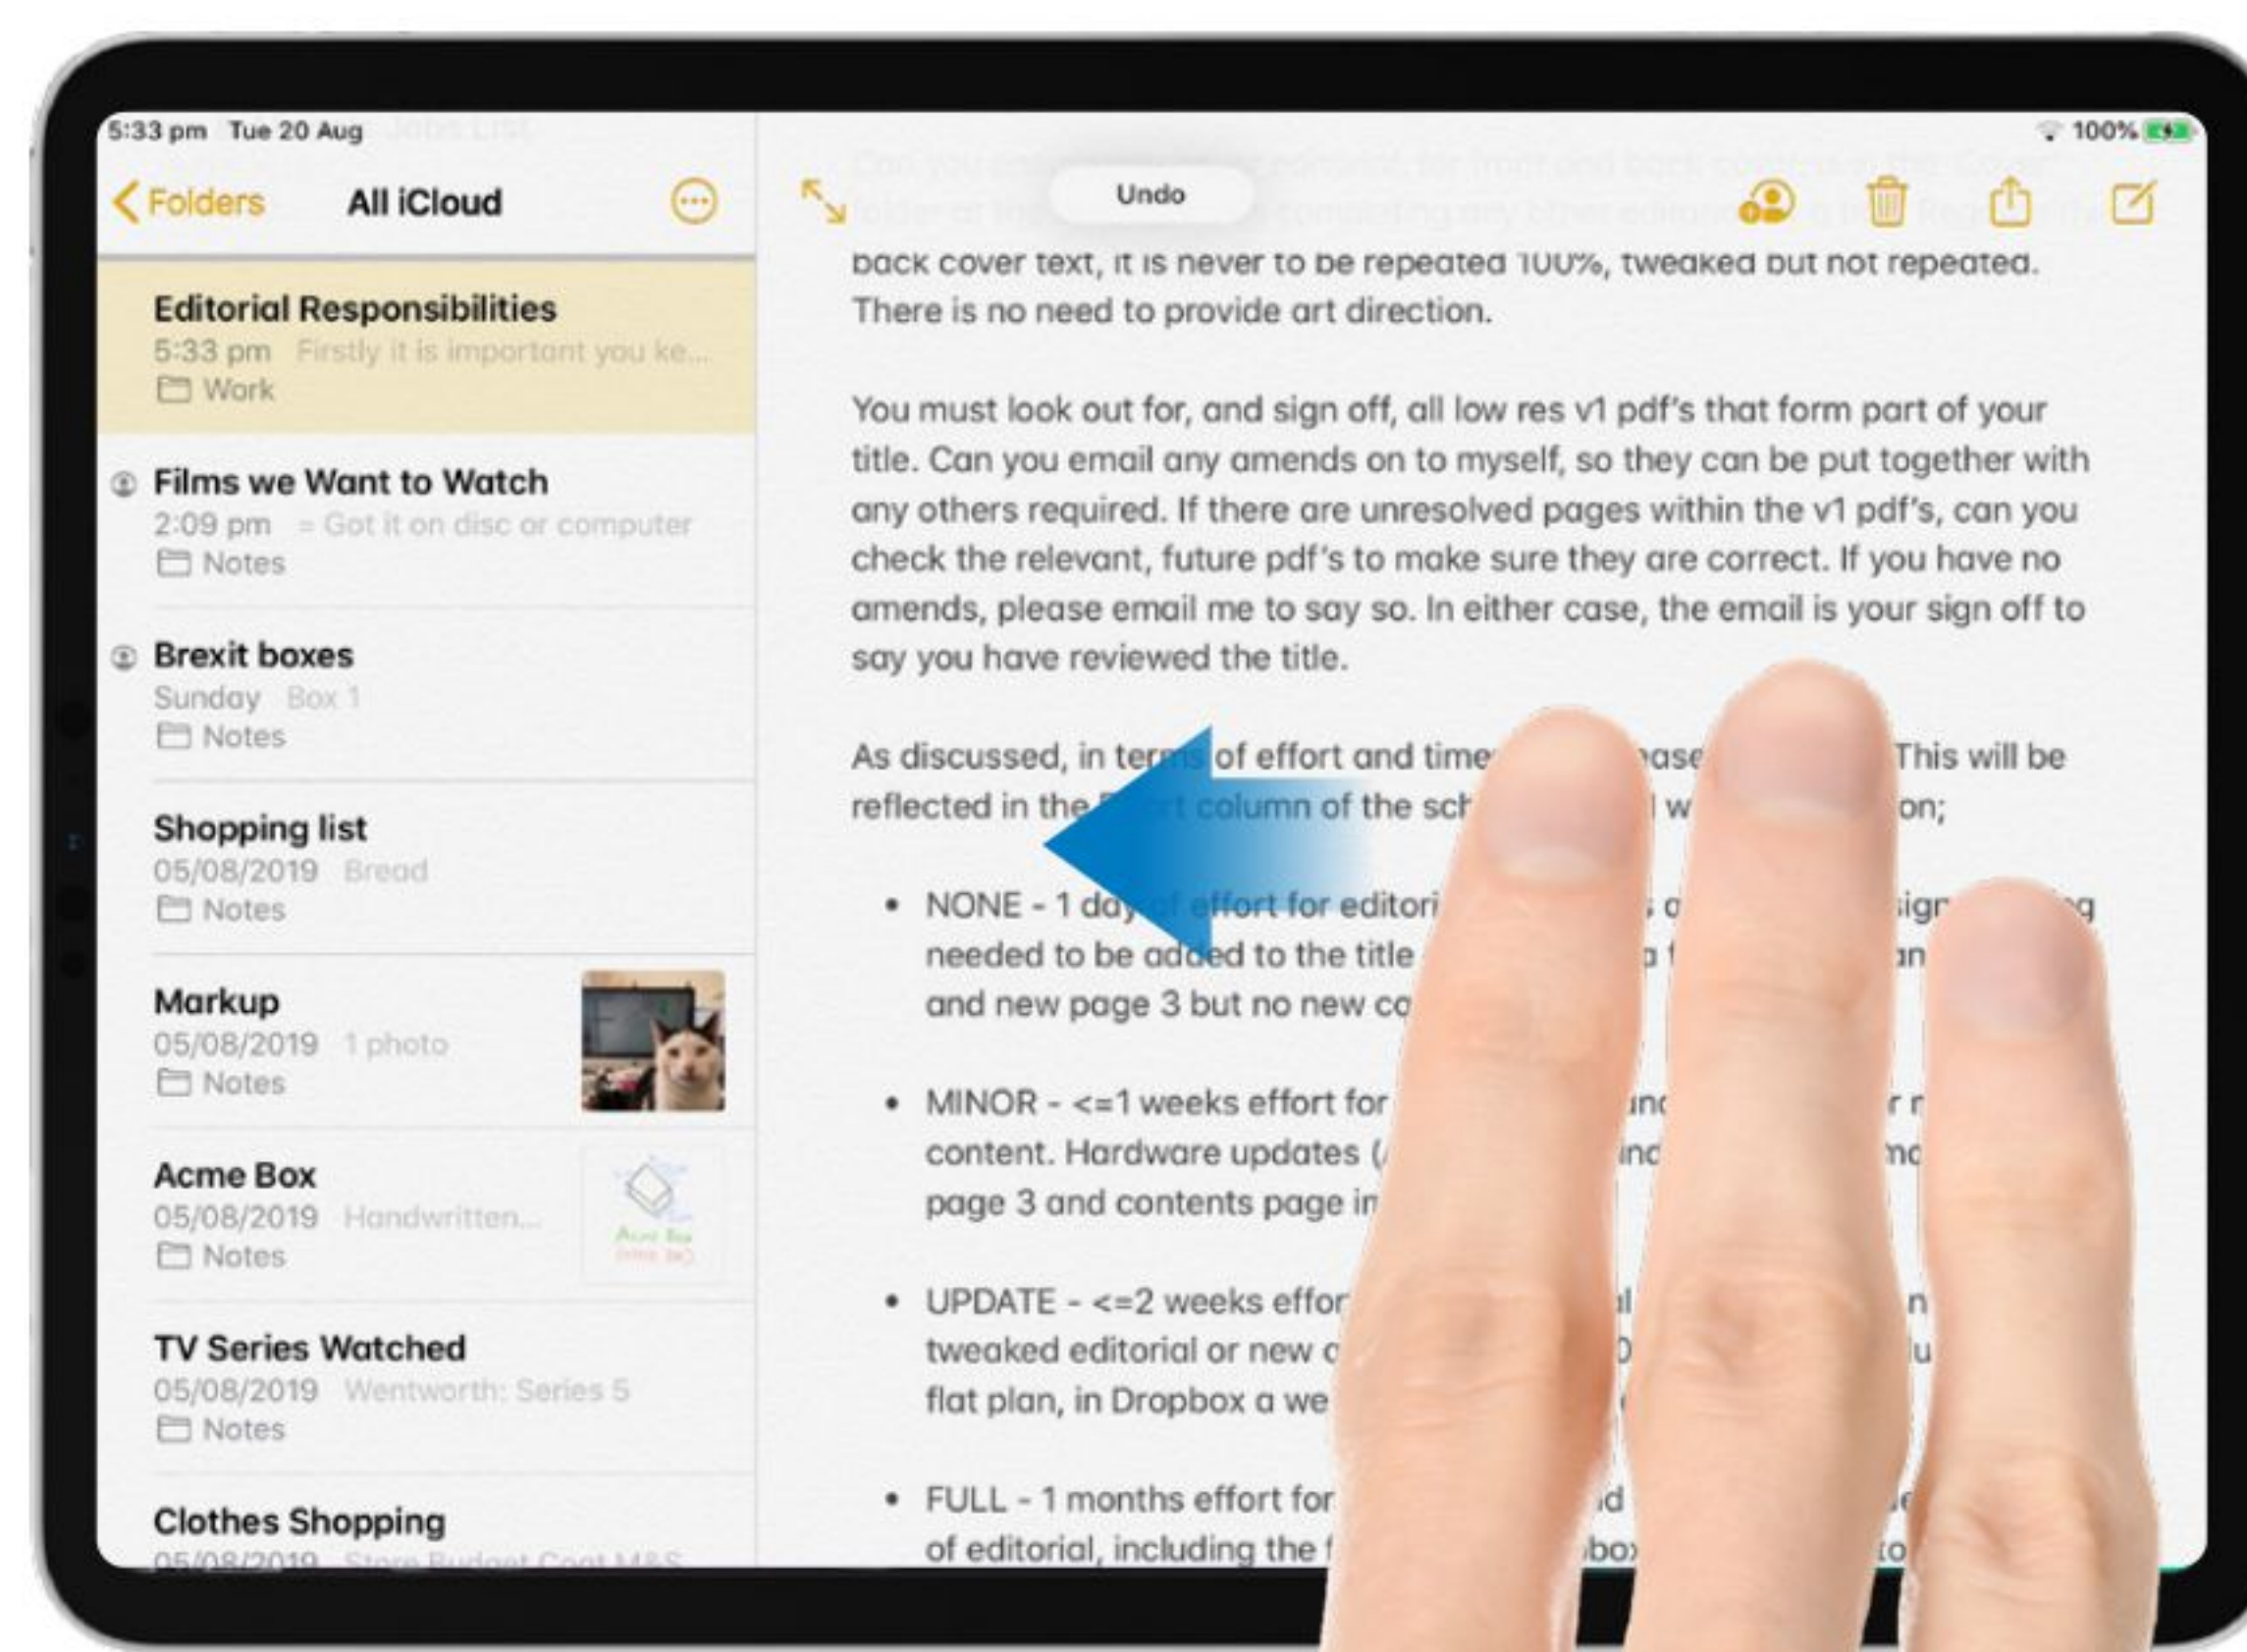 5:33 pm Tue 20 Aug
100%
Folders
All iCloud
Undo
Editorial Responsibilities
5:33 pm Firstly it is important you ke...
Work
Films we Want to Watch
2:09 pm = Got it on disc or computer
Notes
Brexit boxes
Sunday Box 1
Notes
Shopping list
05/08/2019 Bread
Notes
Markup
05/08/2019 1 photo
Notes
Acme Box
05/08/2019 Handwritten...
Notes
Acme Box
TV Series Watched
05/08/2019 Wentworth: Series 5
Notes
Clothes Shopping
05/08/2019 Store Budget Coat M&S
back cover text, it is never to be repeated 100%, tweaked but not repeated.
There is no need to provide art direction.
You must look out for, and sign off, all low res v1 pdf's that form part of your
title. Can you email any amends on to myself, so they can be put together with
any others required. If there are unresolved pages within the v1 pdf's, can you
check the relevant, future pdf's to make sure they are correct. If you have no
amends, please email me to say so. In either case, the email is your sign off to
say you have reviewed the title.
As discussed, in terms of effort and This will be
reflected in the column of the on;
• NONE - 1 day of effort for
needed to be added to the title
and new page 3 but no new
• MINOR - <=1 weeks effort for
content. Hardware updates
page 3 and contents page
• UPDATE - <=2 weeks
tweaked editorial or new
flat plan, in Dropbox a we
• FULL - 1 months effort for
of editorial, including the